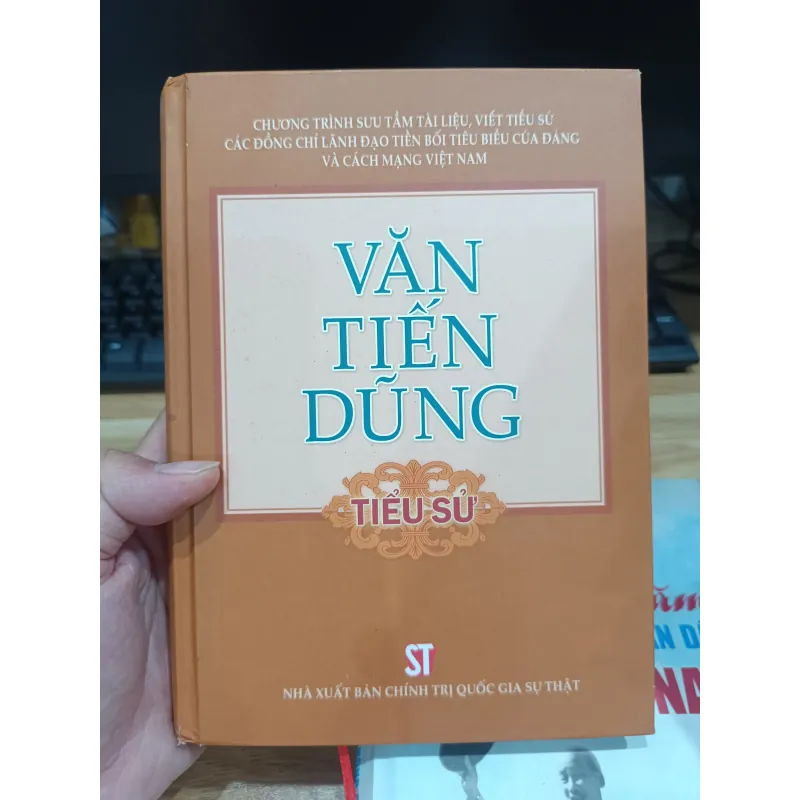 CHƯƠNG TRÌNH SƯU TẦM TÀI LIỆU, VIẾT TIỂU SỬ
CÁC ĐỒNG CHÍ LÃNH ĐẠO TIỀN BỐI TIÊU BIỂU CỦA ĐẢNG
VÀ CÁCH MẠNG VIỆT NAM
VĂN
TIẾN
DŨNG
TIỂU SỬ
ST
NHÀ XUẤT BẢN CHÍNH TRỊ QUỐC GIA SỰ THẬT